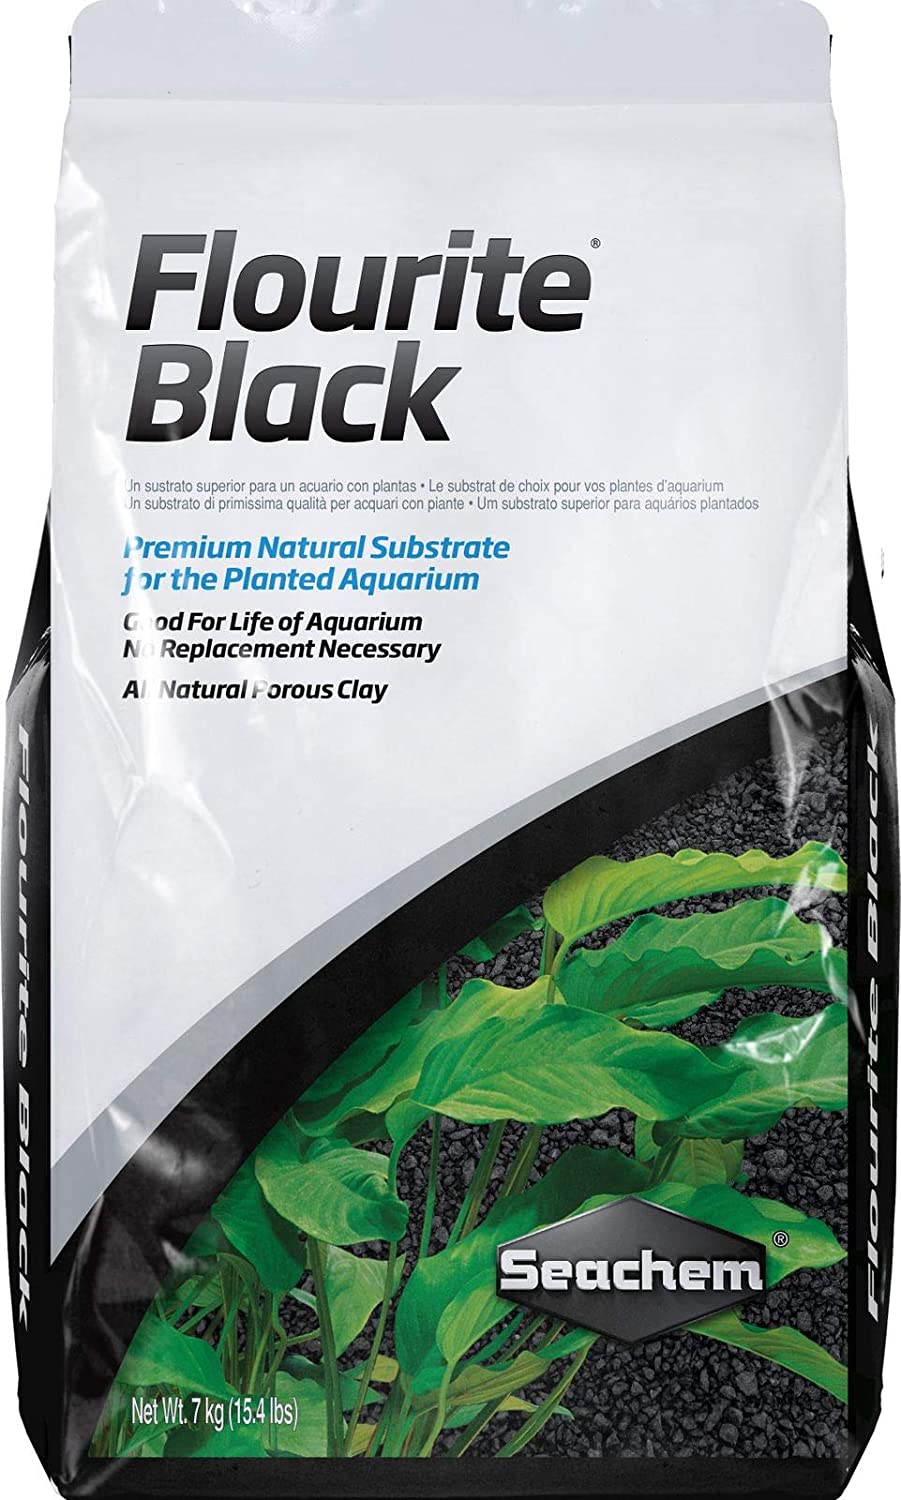 Flourite®
Black
Un sustrato superior para un acuario con plantas • Le substrat de choix pour vos plantes d'aquarium
Un substrato di primissima qualità per acquari con piante • Um substrato superior para aquários plantados
Premium Natural Substrate
for the Planted Aquarium
Good For Life of Aquarium
No Replacement Necessary
All Natural Porous Clay
Flourite Black
Flourite Black
Seachem®
Net Wt. 7 kg (15.4 lbs)